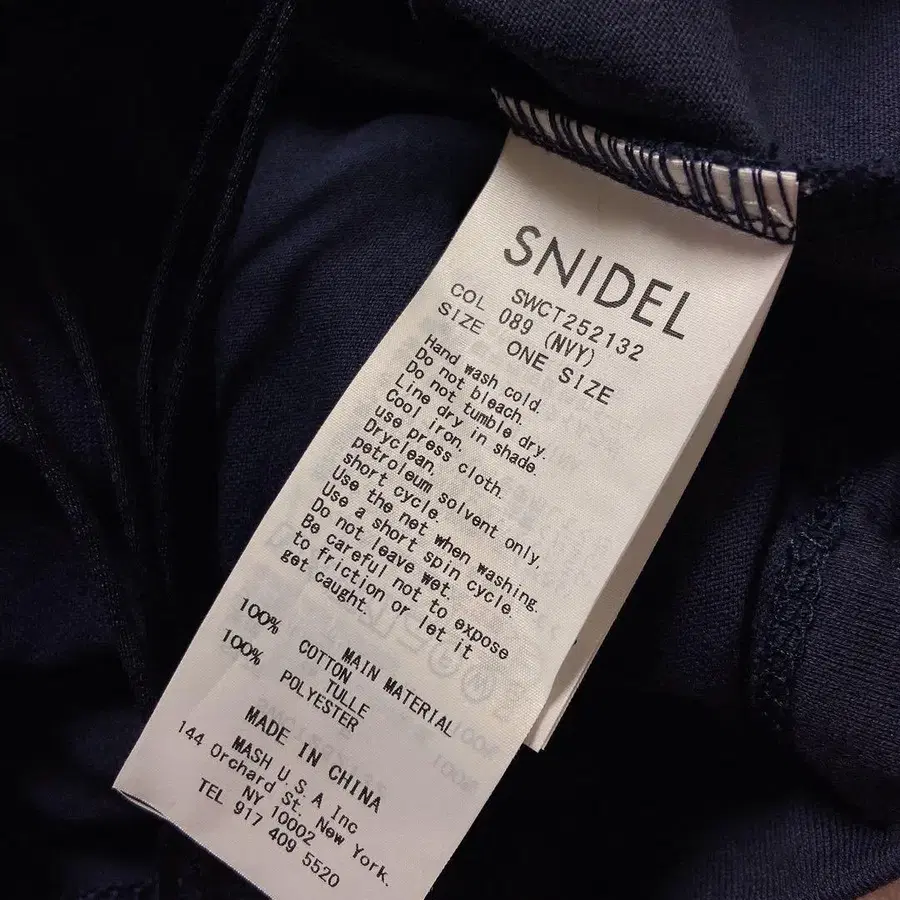 SNIDEL
SWCT252132
COL 089 (NVY)
SIZE ONE SIZE
Hand wash cold.
Do not bleach.
Do not tumble dry.
Line dry in shade.
Cool iron.
use press cloth.
Dryclean.
petroleum solvent only.
short cycle.
Use the net when washing.
Use a short spin cycle.
Do not leave wet.
Be careful not to expose
to friction or let it
get caught.
MAIN MATERIAL
100% COTTON
TULLE
100% POLYESTER
MADE IN CHINA
MASH U.S.A Inc
144 Orchard St. New York.
NY 10002
TEL 917 409 5520